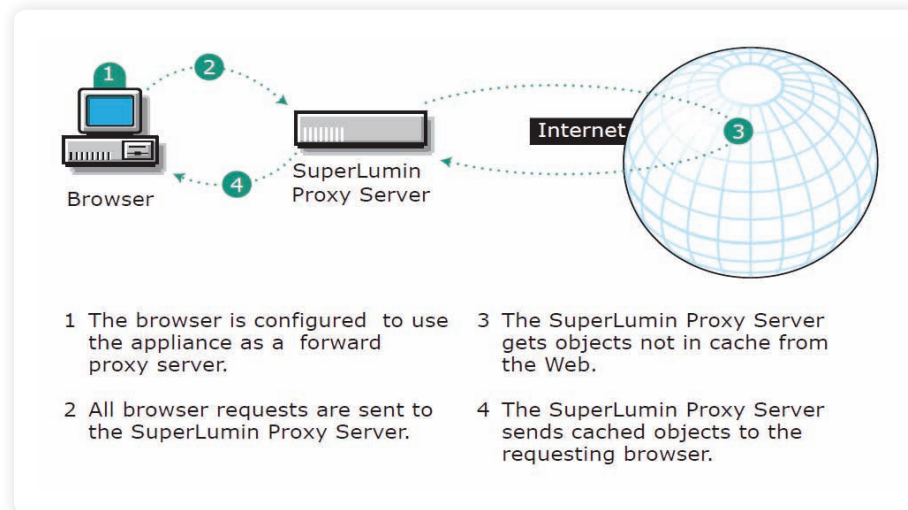 1
2
Internet
3
SuperLumin
Proxy Server
4
Browser
1 The browser is configured to use
the appliance as a forward
proxy server.
2 All browser requests are sent to
the SuperLumin Proxy Server.
3 The SuperLumin Proxy Server
gets objects not in cache from
the Web.
4 The SuperLumin Proxy Server
sends cached objects to the
requesting browser.